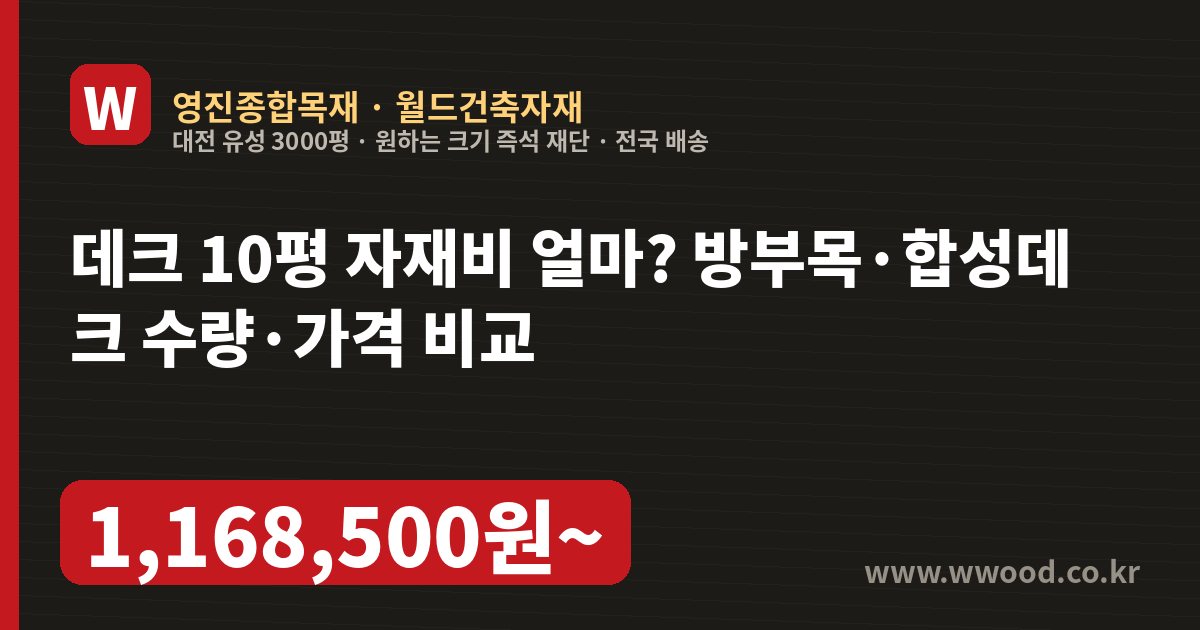 W
영진종합목재 · 월드건축자재
대전 유성 3000평 · 원하는 크기 즉석 재단 · 전국 배송
데크 10평 자재비 얼마? 방부목·합성데
크 수량·가격 비교
1,168,500원~
www.wwood.co.kr